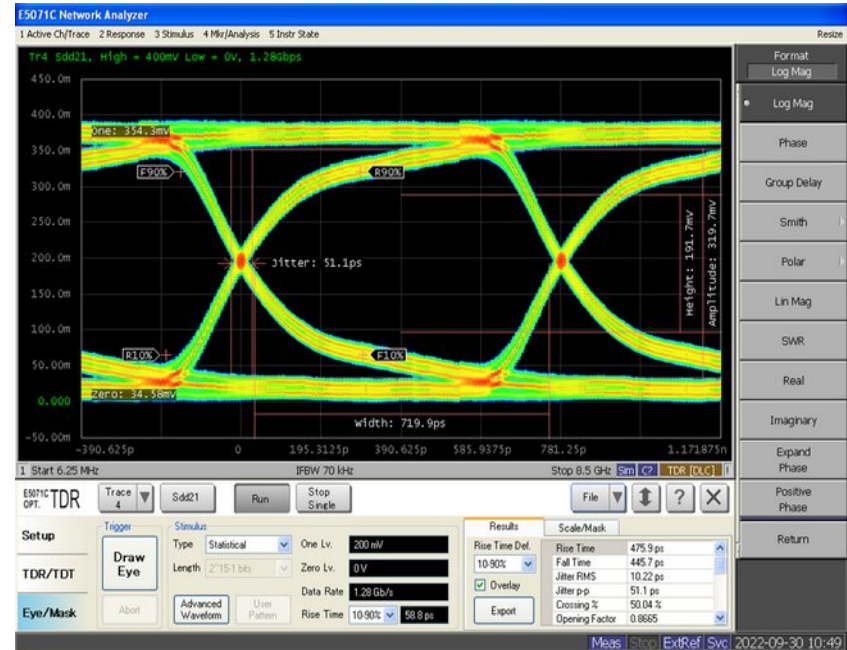 E5071C Network Analyzer
1 Active Ch/Trace 2 Response 3 Stimulus 4 Mkr/Analysis 5 Instr State Resize
Tr4 Sdd21, High = 400mV Low = 0V, 1.28Gbps
450.0m
400.0m
One: 354.3mV
350.0m
F90%
R90%
300.0m
250.0m
200.0m
Jitter: 51.1ps
Height: 191.7mV
Amplitude: 319.7mV
150.0m
100.0m
R10%
F10%
50.00m
Zero: 34.58mV
0.000
Width: 719.9ps
-50.00m
-390.625p 0 195.3125p 390.625p 585.9375p 781.25p 1.171875n
1 Start 6.25 MHz IFBW 70 kHz Stop 8.5 GHz Sim C? TDR [DLC] !
Format
Log Mag
Log Mag
Phase
Group Delay
Smith
Polar
Lin Mag
SWR
Real
Imaginary
Expand
Phase
Positive
Phase
Return
E5071C
OPT. TDR
Trace
4
Sdd21
Run
Stop
Single
File
?
X
Setup
TDR/TDT
Eye/Mask
Trigger
Draw
Eye
Abort
Stimulus
Type Statistical One Lv. 200 mV
Length 2^15-1 bits Zero Lv. 0 V
Data Rate 1.28 Gb/s
Advanced
Waveform
User
Pattern
Rise Time 10-90% 58.8 ps
Results Scale/Mask
Rise Time Def.
10-90%
Overlay
Export
Rise Time 475.9 ps
Fall Time 445.7 ps
Jitter RMS 10.22 ps
Jitter p-p 51.1 ps
Crossing % 50.04 %
Opening Factor 0.8665
Meas Stop ExtRef Svc 2022-09-30 10:49